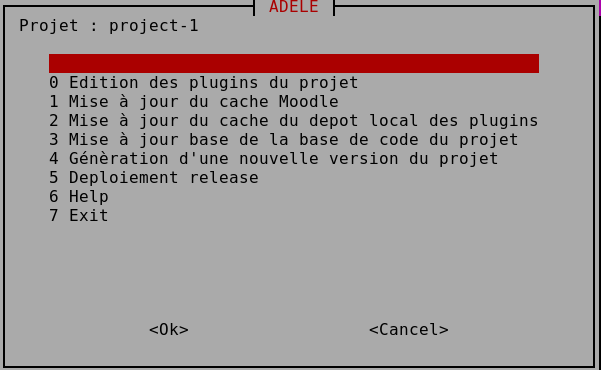 ADELE
Projet : project-1
0 Edition des plugins du projet
1 Mise à jour du cache Moodle
2 Mise à jour du cache du depot local des plugins
3 Mise à jour base de la base de code du projet
4 Génèration d'une nouvelle version du projet
5 Deploiement release
6 Help
7 Exit
<Ok> <Cancel>